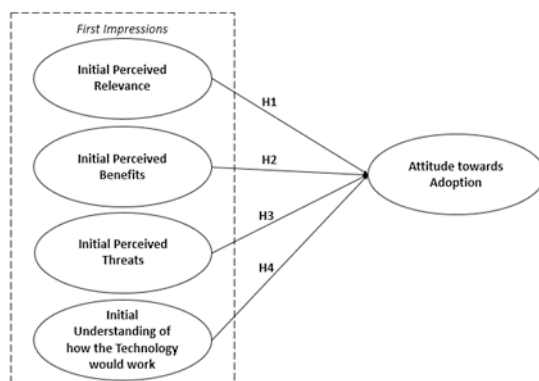 First Impressions
Initial Perceived
Relevance
H1
Initial Perceived
Benefits
H2
Attitude towards
Adoption
Initial Perceived
Threats
H3
H4
Initial
Understanding of
how the Technology
would work